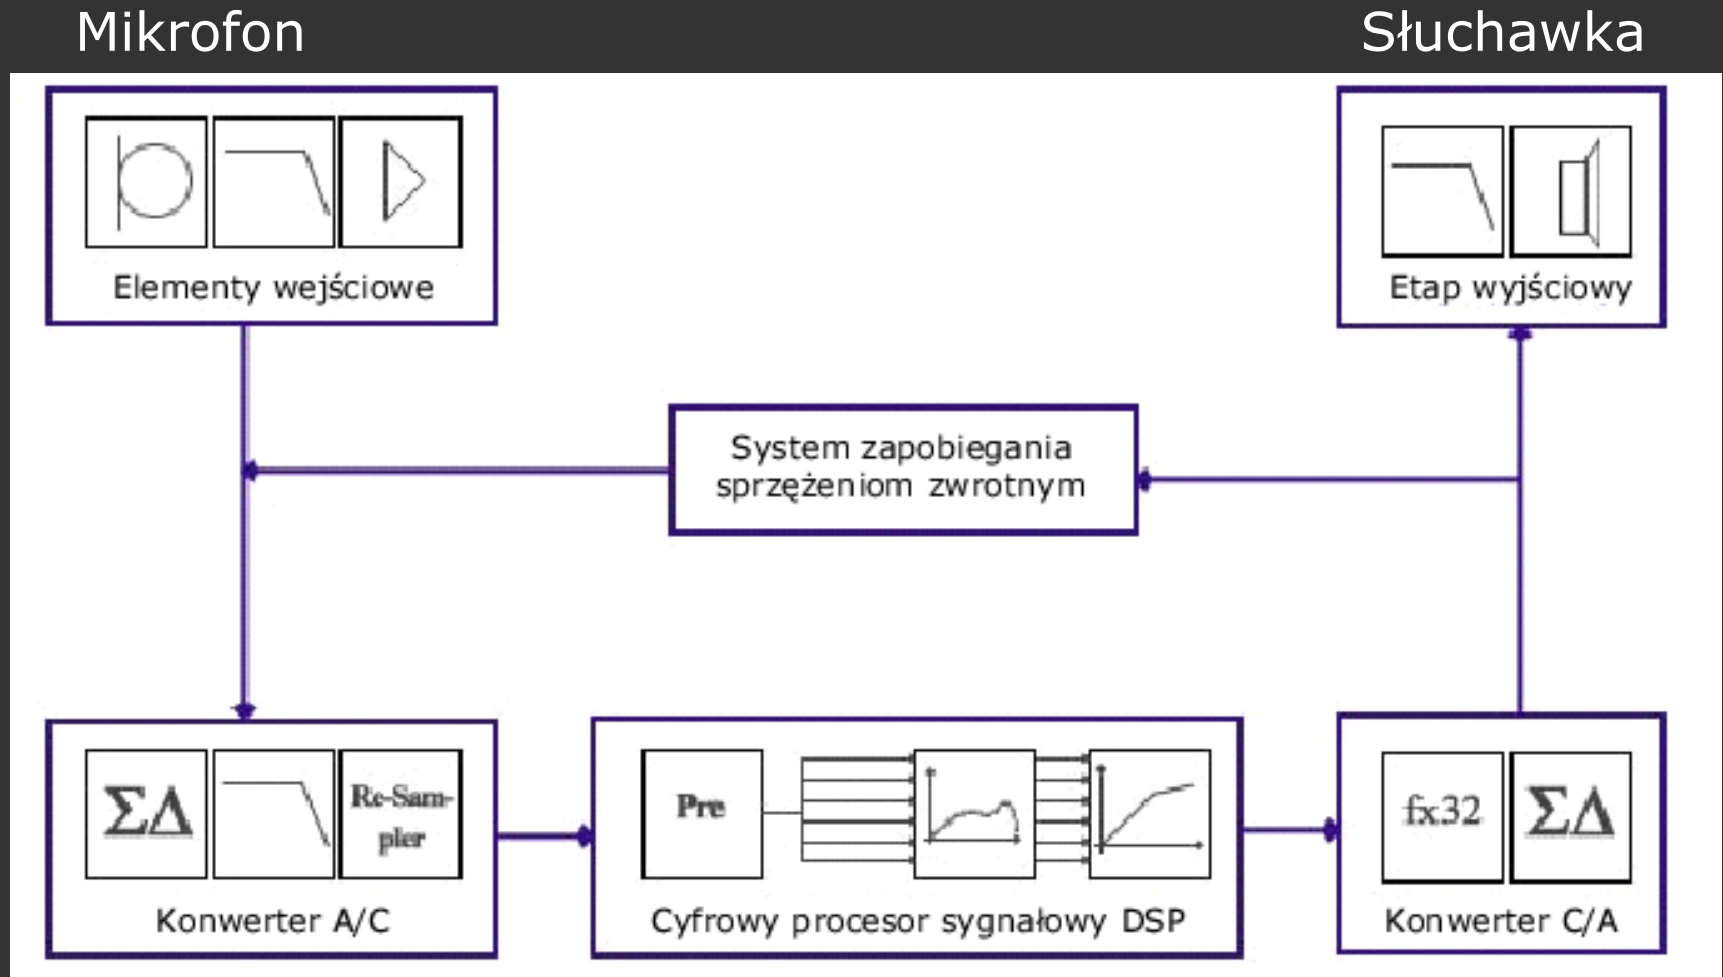 Mikrofon
Słuchawka
Elementy wejściowe
Etap wyjściowy
System zapobiegania
sprzężeniom zwrotnym
ΣΔ
Re-Sam-
pler
Konwerter A/C
Pre
Cyfrowy procesor sygnałowy DSP
fx32
ΣΔ
Konwerter C/A